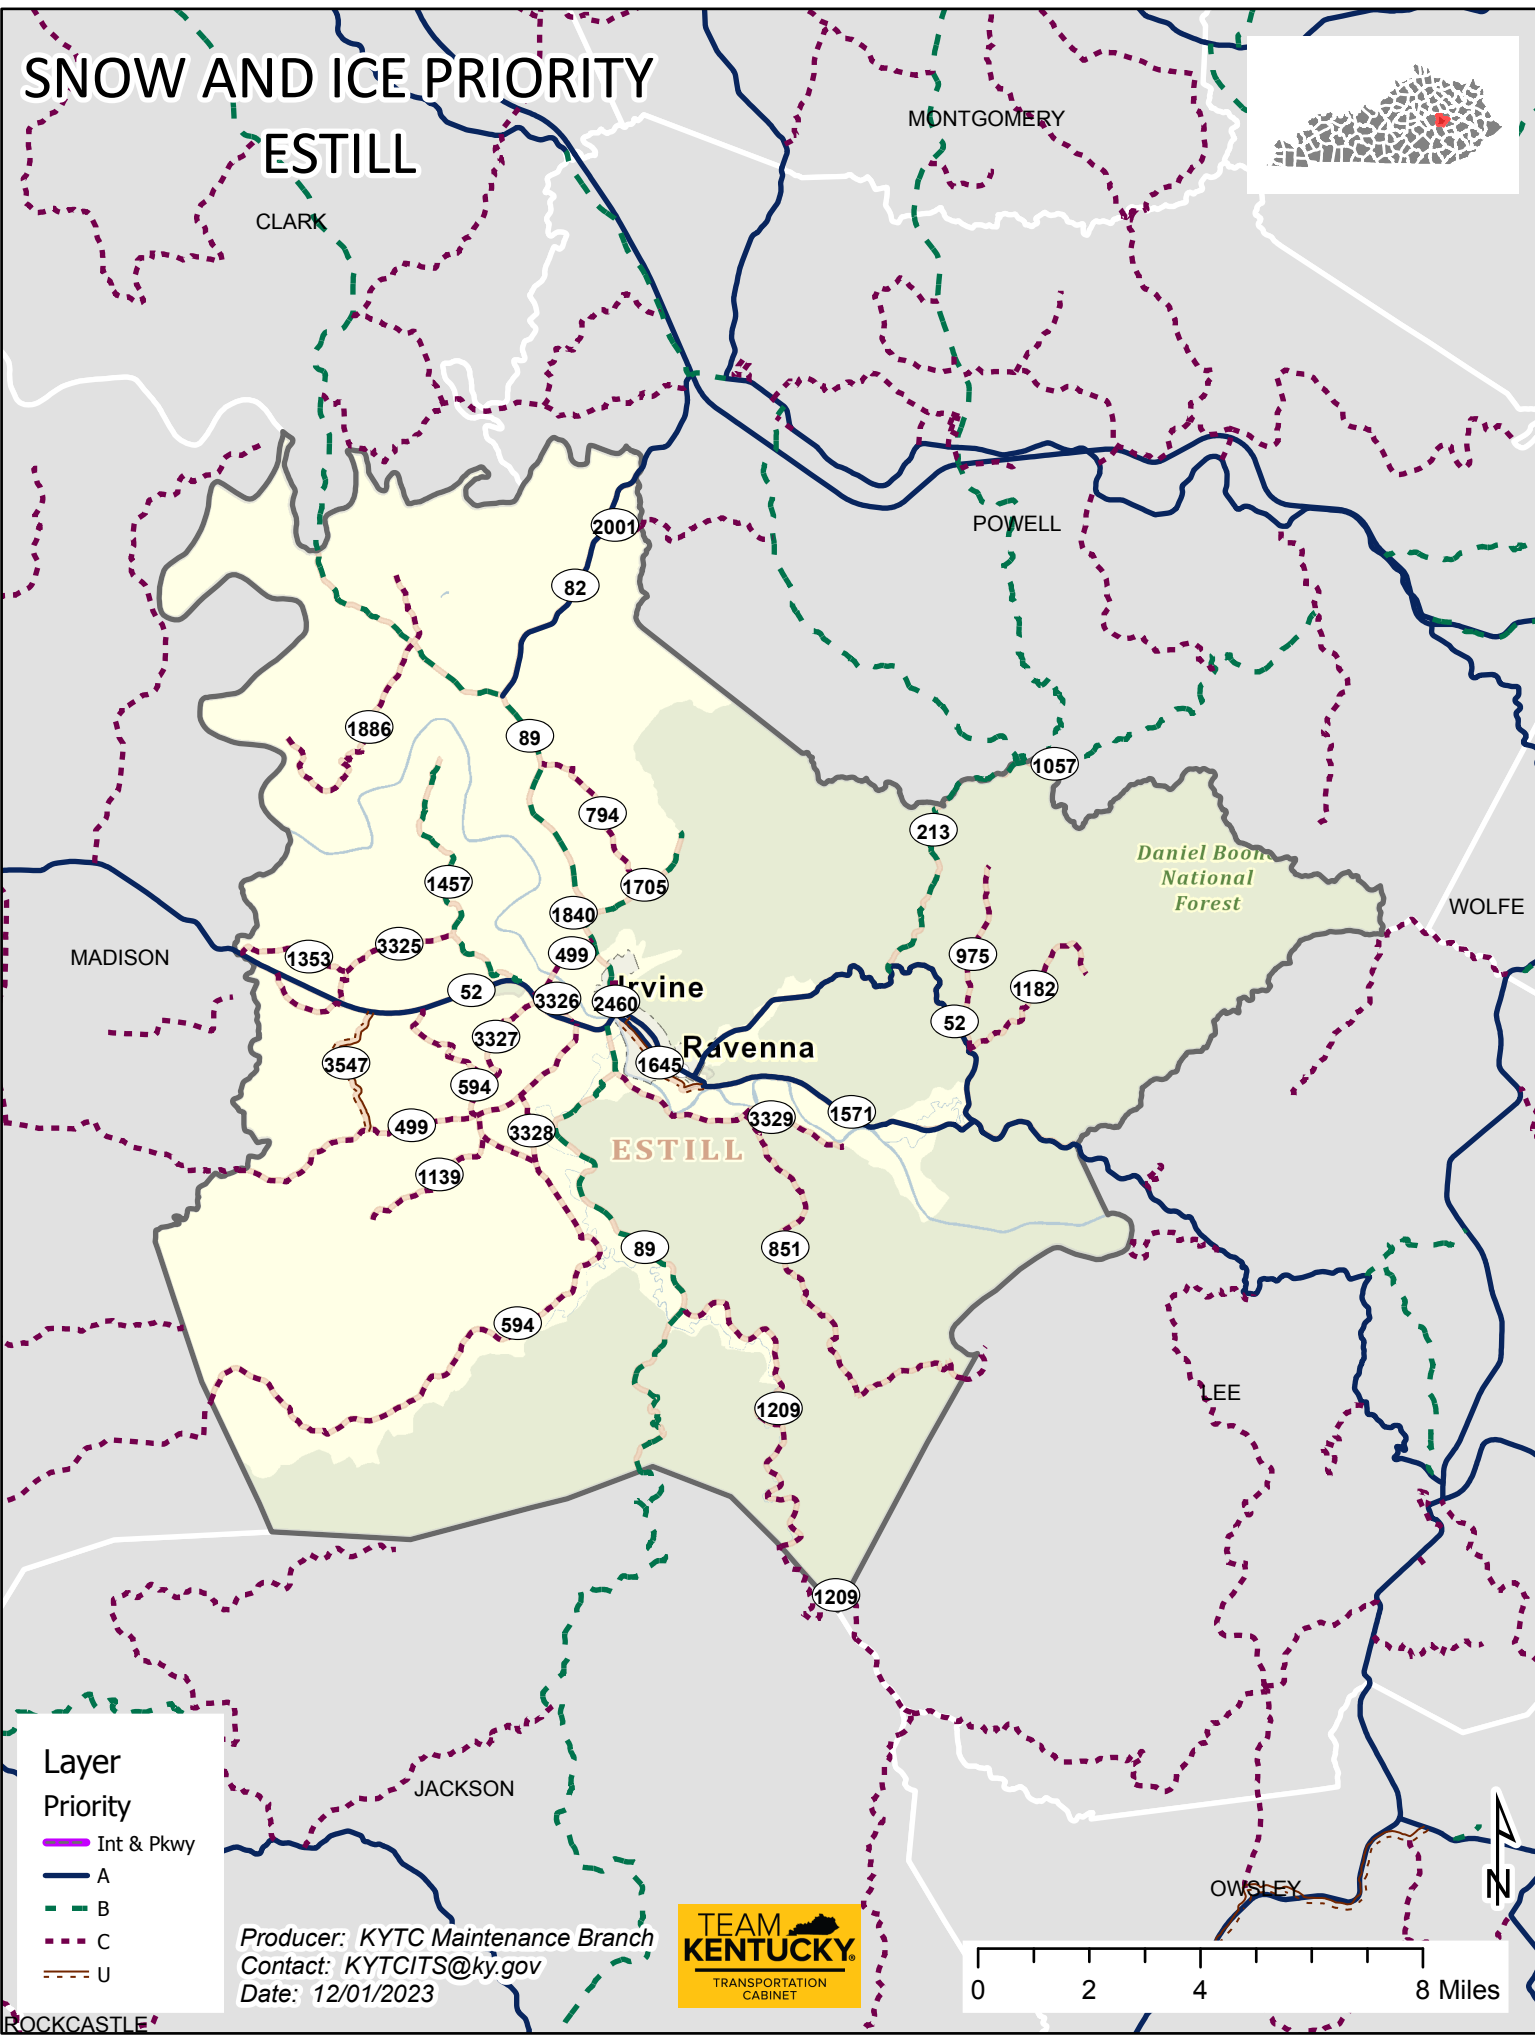 SNOW AND ICE PRIORITY
ESTILL
MONTGOMERY
CLARK
POWELL
2001
82
1886
89
1057
794
213
Daniel Boone
National
Forest
1457
1705
1840
WOLFE
MADISON
1353
3325
499
975
52
3326
2460
Irvine
1182
3327
52
Ravenna
3547
1645
594
499
3328
3329
1571
ESTILL
1139
89
851
594
1209
LEE
1209
Layer
Priority
Int & Pkwy
A
B
C
U
JACKSON
OWSLEY
N
Producer: KYTC Maintenance Branch
Contact: KYTCITS@ky.gov
Date: 12/01/2023
TEAM
KENTUCKY®
TRANSPORTATION
CABINET
0 2 4 8 Miles
ROCKCASTLE